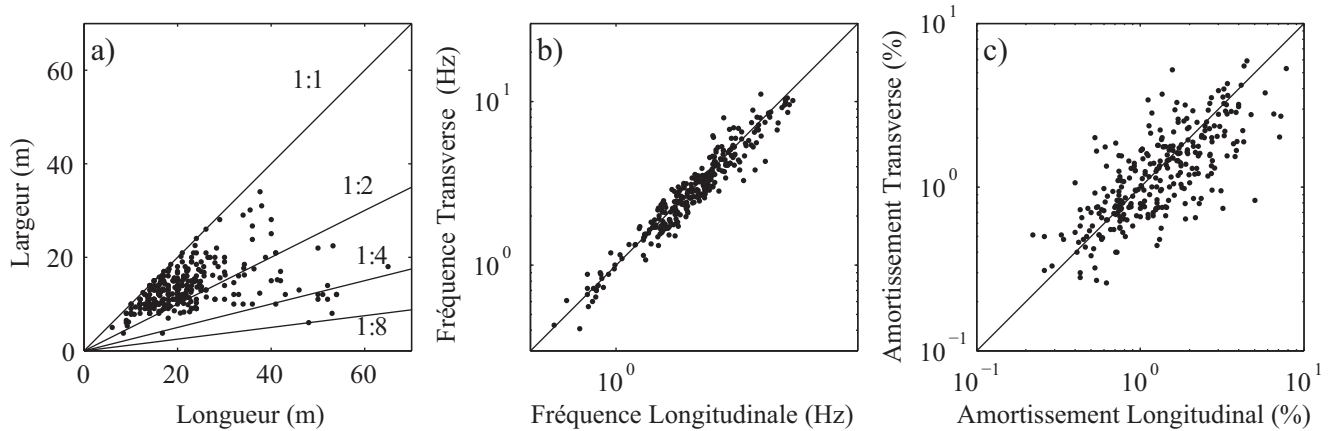 a)
1:1
1:2
1:4
1:8
60
40
20
0
0
20
40
60
Largeur (m)
Longueur (m)
b)
10^1
10^0
10^0
Fréquence Transverse (Hz)
Fréquence Longitudinale (Hz)
c)
10^1
10^0
10^−1
10^−1
10^0
10^1
Amortissement Transverse (%)
Amortissement Longitudinal (%)